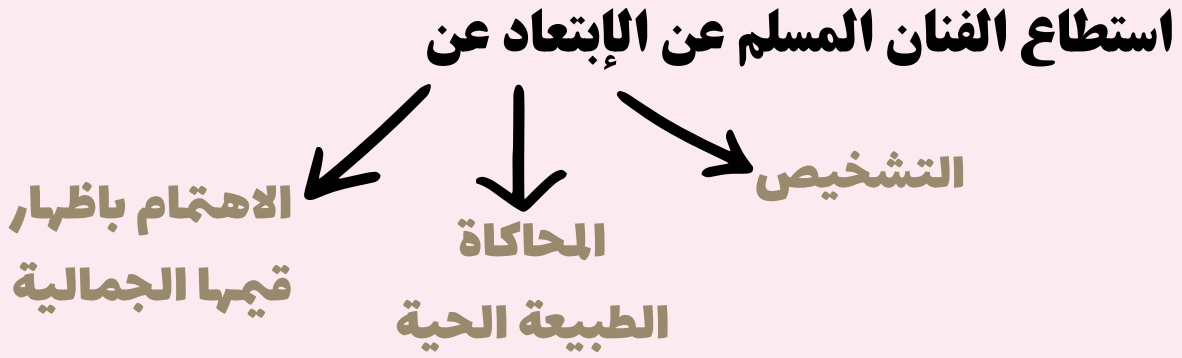 استطاع الفنان المسلم عن الإبتعاد عن
التشخيص
المحاكاة
الطبيعة الحية
الاهتمام باظهار
قيمها الجمالية